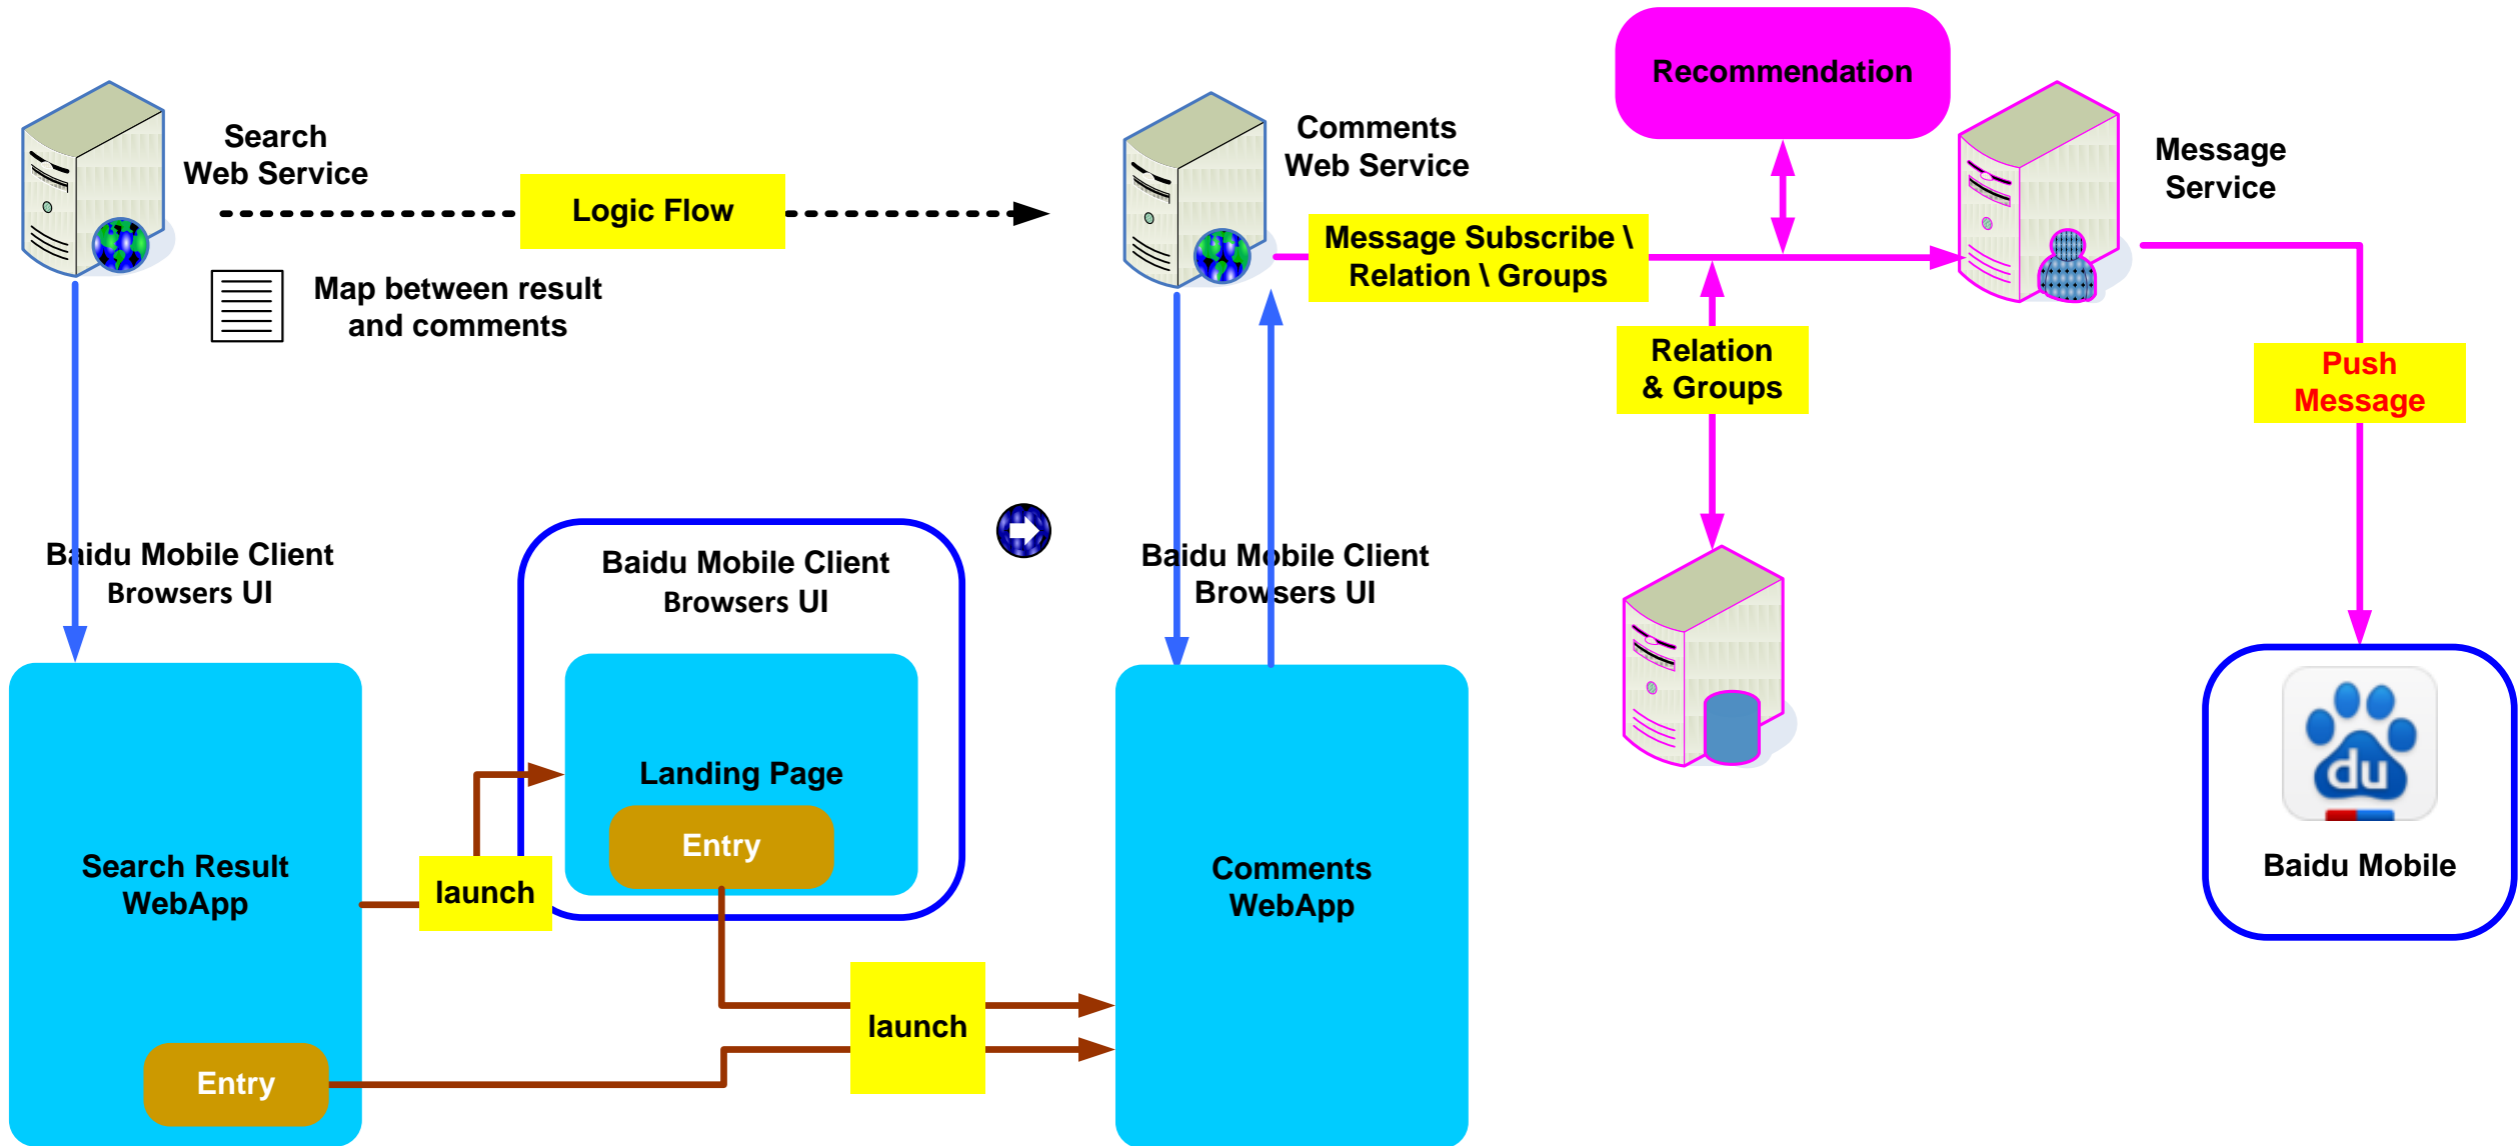 Search
Web Service
Logic Flow
Map between result
and comments
Comments
Web Service
Recommendation
Message Subscribe \
Relation \ Groups
Message
Service
Relation
& Groups
Push
Message
Baidu Mobile Client
Browsers UI
Baidu Mobile Client
Browsers UI
Baidu Mobile Client
Browsers UI
Landing Page
Entry
launch
Search Result
WebApp
Entry
launch
Comments
WebApp
du
Baidu Mobile